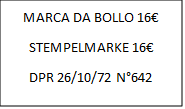 MARCA DA BOLLO 16€
STEMPELMARKE 16€
DPR 26/10/72 N°642